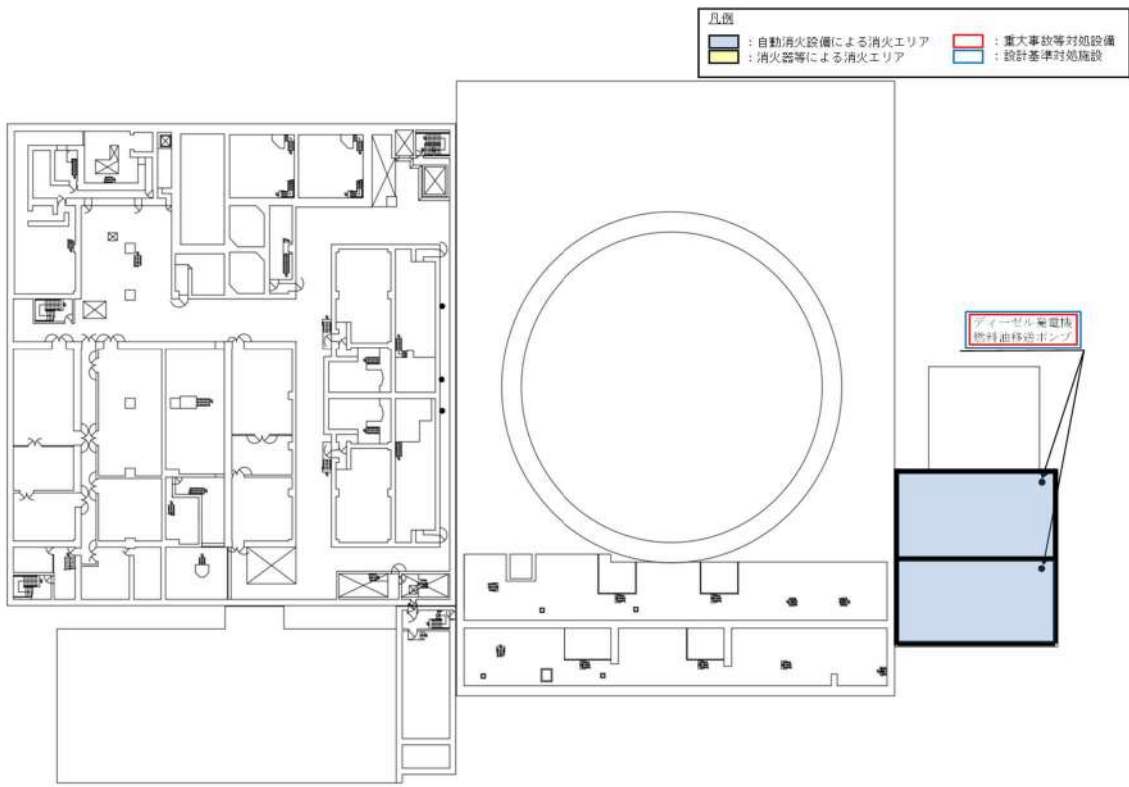 凡例
：自動消火設備による消火エリア
：重大事故等対処設備
：消火器等による消火エリア
：設計基準対処施設
ディーゼル発電機
燃料油移送ポンプ